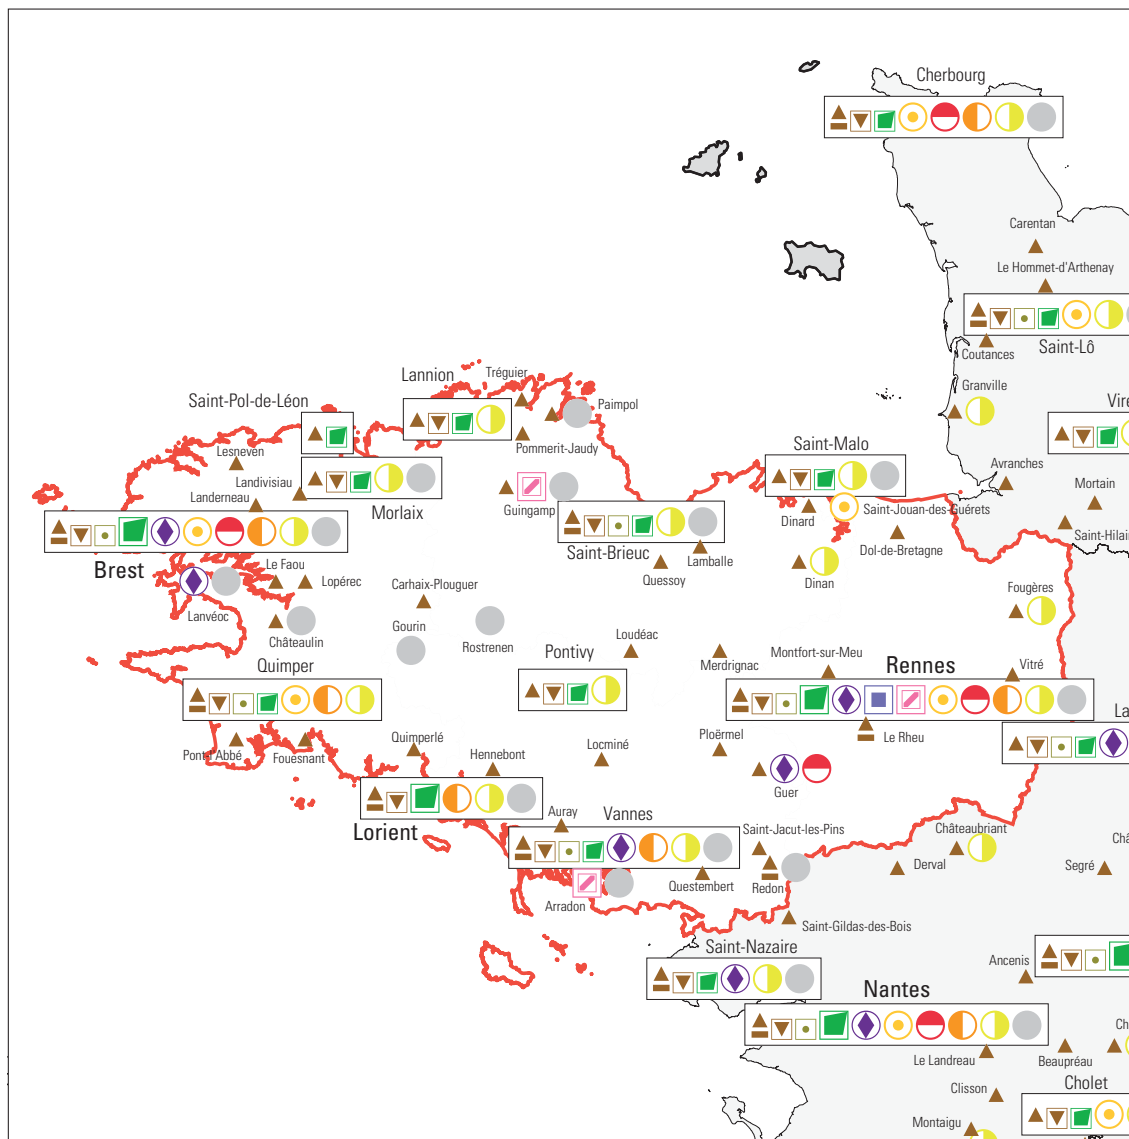 Cherbourg
Carentan
Le Hommet-d'Arthenay
Saint-Lô
Coutances
Lannion
Tréguier
Granville
Saint-Pol-de-Léon
Paimpol
Vire
Pommerit-Jaudy
Saint-Malo
Lesneven
Landivisiau
Avranches
Mortain
Landerneau
Morlaix
Guingamp
Dinard
Saint-Jouan-des-Guérets
Saint-Hilai
Brest
Saint-Brieuc
Lamballe
Dol-de-Bretagne
Le Faou
Lopérec
Quessoy
Dinan
Carhaix-Plouguer
Fougères
Lanvéoc
Châteaulin
Gourin
Rostrenen
Loudéac
Quimper
Pontivy
Merdrignac
Montfort-sur-Meu
Rennes
Vitré
La
Pont-l'Abbé
Fouesnant
Quimperlé
Hennebont
Locminé
Ploërmel
Le Rheu
Guer
Lorient
Auray
Vannes
Saint-Jacut-les-Pins
Châteaubriant
Châ
Arradon
Questembert
Redon
Derval
Segré
Saint-Gildas-des-Bois
Saint-Nazaire
Ancenis
Nantes
Le Landreau
Beaupréau
Ch
Clisson
Cholet
Montaigu